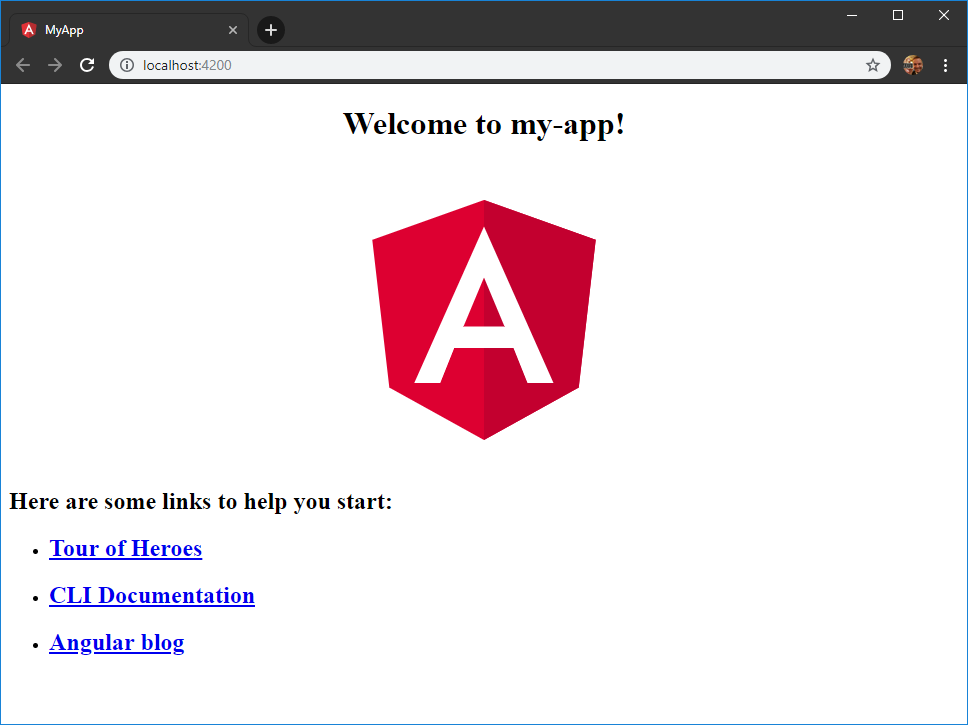 MyApp
localhost:4200
Welcome to my-app!
A
Here are some links to help you start:
Tour of Heroes
CLI Documentation
Angular blog